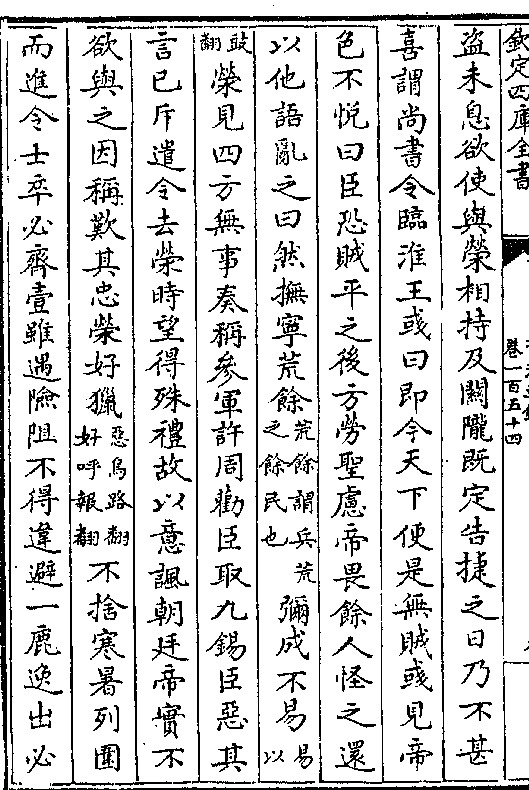 欽定四庫全書
卷一百五十四
盗未息欲使與榮相持及關隴既定告捷之日乃不甚
喜謂尚書令臨淮王彧曰即今天下便是無賊彧見帝
色不悦曰臣恐賊平之後方勞聖慮帝畏餘人怪之還
以他語亂之曰然撫寧荒餘荒餘謂兵荒之餘民也彌成不易易以
豉翻榮見四方無事奏稱參軍許周勸臣取九錫臣惡其
言已斥遣令去榮時望得殊禮故以意諷朝廷帝實不
欲與之因稱歎其忠榮好獵惡烏路翻好呼報翻不捨寒暑列圍
而進令士卒必齊壹雖遇險阻不得違避一鹿逸出必